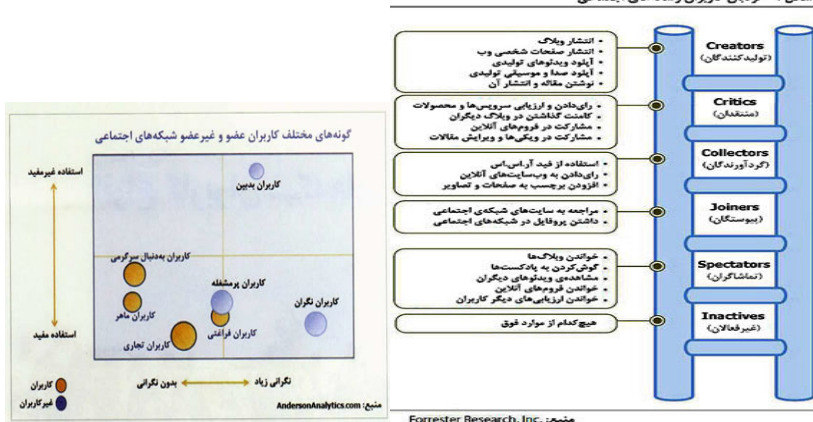 Creators
(تولیدکنندگان)
• انتشار وبلاگ
• انتشار صفحات شخصی وب
• آپلود ویدئوهای تولیدی
• آپلود صدا و موسیقی تولیدی
• نوشتن مقاله و انتشار آن
Critics
(منتقدان)
• رای‌دادن و ارزیابی سرویس‌ها و محصولات
• کامنت گذاشتن در وبلاگ دیگران
• مشارکت در فروم‌های آنلاین
• مشارکت در ویکی‌ها و ویرایش مقالات
Collectors
(گردآورندگان)
• استفاده از فید آر.اس.اس
• رای‌دادن به وب‌سایت‌های آنلاین
• افزودن برچسب به صفحات و تصاویر
Joiners
(پیوستگان)
• مراجعه به سایت‌های شبکه‌ی اجتماعی
• داشتن پروفایل در شبکه‌های اجتماعی
Spectators
(تماشاگران)
• خواندن وبلاگ‌ها
• گوش‌کردن به پادکست‌ها
• مشاهده‌ی ویدئوهای دیگران
• خواندن فروم‌های آنلاین
• خواندن ارزیابی‌های دیگر کاربران
Inactives
(غیرفعالان)
هیچ‌کدام از موارد فوق
منبع: Forrester Research, Inc.
گونه‌های مختلف کاربران عضو و غیرعضو شبکه‌های اجتماعی
استفاده غیرمفید
کاربران بدبین
کاربران به‌دنبال سرگرمی
کاربران پرمشغله
کاربران نگران
کاربران ماهر
کاربران فراغتی
استفاده مفید
کاربران تجاری
نگرانی زیاد
بدون نگرانی
کاربران
غیرکاربران
منبع: AndersonAnalytics.com